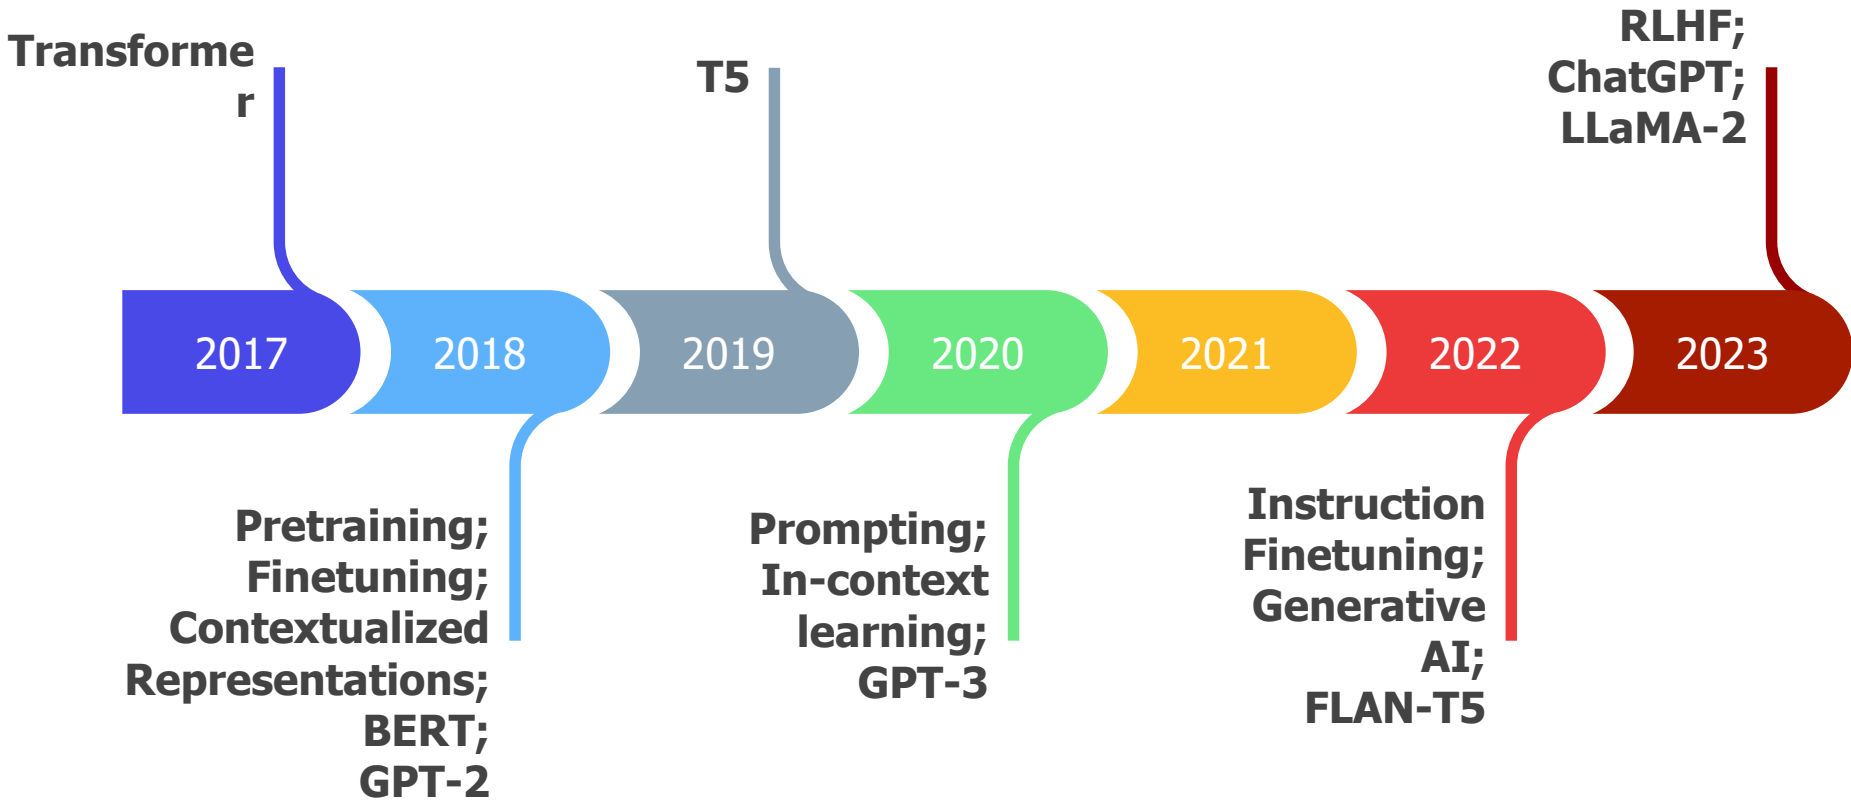 Transforme
r
T5
RLHF;
ChatGPT;
LLaMA-2
2017
2018
2019
2020
2021
2022
2023
Pretraining;
Finetuning;
Contextualized
Representations;
BERT;
GPT-2
Prompting;
In-context
learning;
GPT-3
Instruction
Finetuning;
Generative
AI;
FLAN-T5